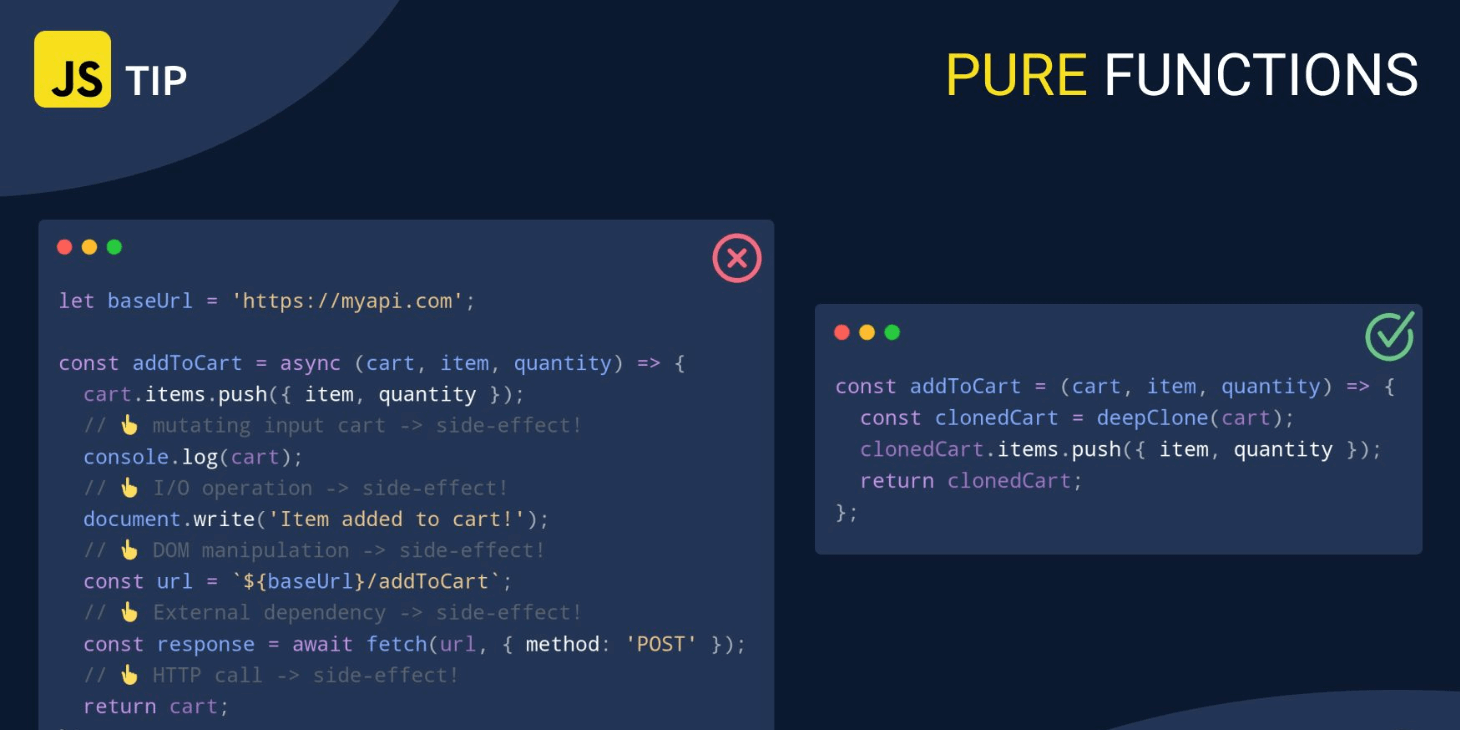 JS TIP
PURE FUNCTIONS
let baseUrl = 'https://myapi.com';
const addToCart = async (cart, item, quantity) => {
cart.items.push({ item, quantity });
// 👆 mutating input cart -> side-effect!
console.log(cart);
// 👆 I/O operation -> side-effect!
document.write('Item added to cart!');
// 👆 DOM manipulation -> side-effect!
const url = `${baseUrl}/addToCart`;
// 👆 External dependency -> side-effect!
const response = await fetch(url, { method: 'POST' });
// 👆 HTTP call -> side-effect!
return cart;
const addToCart = (cart, item, quantity) => {
const clonedCart = deepClone(cart);
clonedCart.items.push({ item, quantity });
return clonedCart;
};